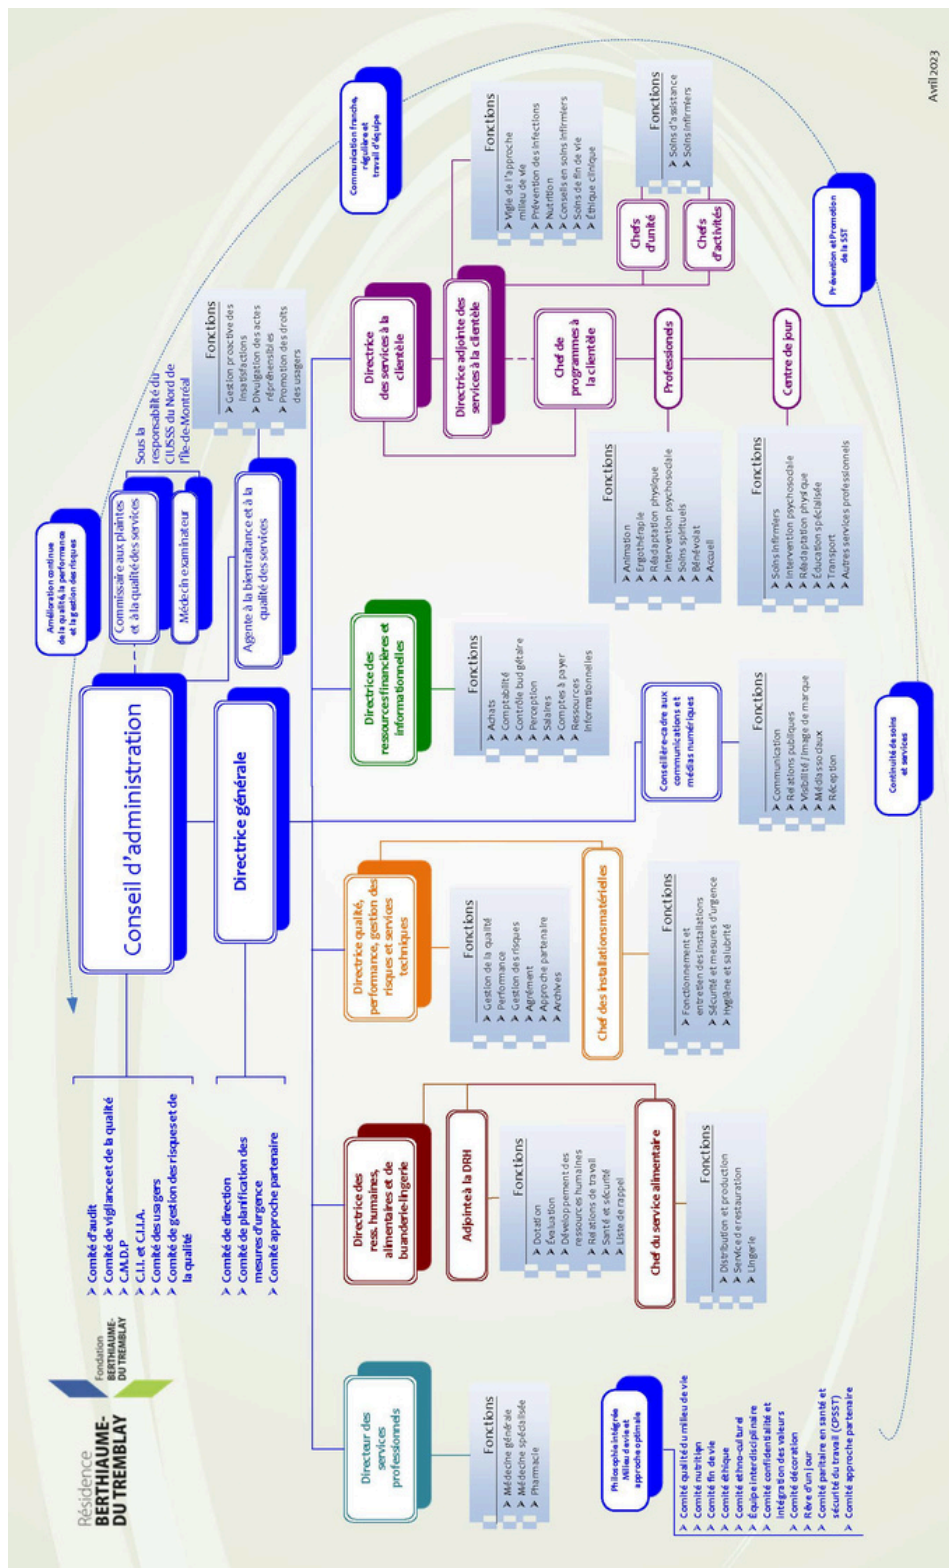 Résidence
BERTHIAUME-
DU TREMBLAY
Fondation
BERTHIAUME-
DU TREMBLAY
➤ Comité d'audit
➤ Comité de vigilance et de la qualité
➤ C.M.D.P
➤ C.I.I. et C.I.I.A.
➤ Comité des usagers
➤ Comité de gestion des risques et de
la qualité
Conseil d'administration
Amélioration continue
de la qualité, la performance
et la gestion des risques
Commissaire aux plaintes
et à la qualité des services
Médecin examinateur
Sous la
responsabilité du
CIUSSS du Nord de
l'Île-de-Montréal
Agente à la bientraitance et à la
qualité des services
Fonctions
➤ Gestion proactive des
insatisfactions
➤ Divulgation des actes
répréhensibles
➤ Promotion des droits
des usagers
Communication franche,
régulière et
travail d'équipe
➤ Comité de direction
➤ Comité de planification des
mesures d'urgence
➤ Comité approche partenaire
Directrice générale
Directeur des
services
professionnels
Fonctions
➤ Médecine générale
➤ Médecine spécialisée
➤ Pharmacie
Directrice des
ress. humaines,
alimentaires et de
buanderie-lingerie
Adjointe à la DRH
Fonctions
➤ Dotation
➤ Évaluation
➤ Développement des
ressources humaines
➤ Relations de travail
➤ Santé et sécurité
➤ Liste de rappel
Chef du service alimentaire
Fonctions
➤ Distribution et production
➤ Service de restauration
➤ Lingerie
Directrice qualité,
performance, gestion des
risques et services
techniques
Fonctions
➤ Gestion de la qualité
➤ Performance
➤ Gestion des risques
➤ Agrément
➤ Approche partenaire
➤ Archives
Chef des installations matérielles
Fonctions
➤ Fonctionnement et
entretien des installations
➤ Sécurité et mesures d'urgence
➤ Hygiène et salubrité
Directrice des
ressources financières et
informationnelles
Fonctions
➤ Achats
➤ Comptabilité
➤ Contrôle budgétaire
➤ Perception
➤ Salaires
➤ Comptes à payer
➤ Ressources
informationnelles
Conseillère-cadre aux
communications et
médias numériques
Fonctions
➤ Communication
➤ Relations publiques
➤ Visibilité / Image de marque
➤ Médias sociaux
➤ Réception
Directrice
des services à la
clientèle
Directrice adjointe des
services à la clientèle
Fonctions
➤ Vigie de l'approche
milieu de vie
➤ Prévention des infections
➤ Nutrition
➤ Conseils en soins infirmiers
➤ Soins de fin de vie
➤ Éthique clinique
Chef de
programmes à
la clientèle
Chefs
d'unité
Chefs
d'activités
Fonctions
➤ Soins d'assistance
➤ Soins infirmiers
Professionels
Fonctions
➤ Animation
➤ Ergothérapie
➤ Réadaptation physique
➤ Intervention psychosociale
➤ Soins spirituels
➤ Bénévolat
➤ Accueil
Centre de jour
Fonctions
➤ Soins infirmiers
➤ Intervention psychosociale
➤ Réadaptation physique
➤ Éducation spécialisée
➤ Transport
➤ Autres services professionnels
Prévention et Promotion
de la SST
Continuité de soins
et services
Philosophie intégrée
Milieu de vie et
approche optimale
➤ Comité qualité du milieu de vie
➤ Comité nutrition
➤ Comité fin de vie
➤ Comité éthique
➤ Comité ethno-culturel
➤ Équipe interdisciplinaire
➤ Comité confidentialité et
intégration des valeurs
➤ Comité décoration
➤ Rêve d'un jour
➤ Comité paritaire en santé et
sécurité du travail (CPSST)
➤ Comité approche partenaire
Avril 2023